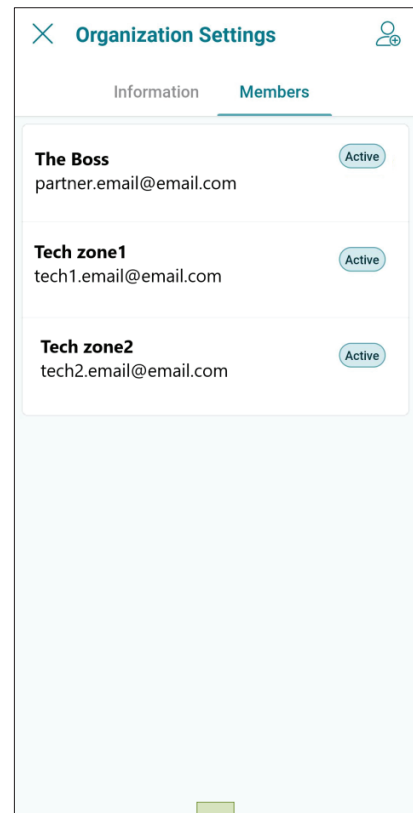 Organization Settings
Information Members
The Boss Active
partner.email@email.com
Tech zone1 Active
tech1.email@email.com
Tech zone2 Active
tech2.email@email.com